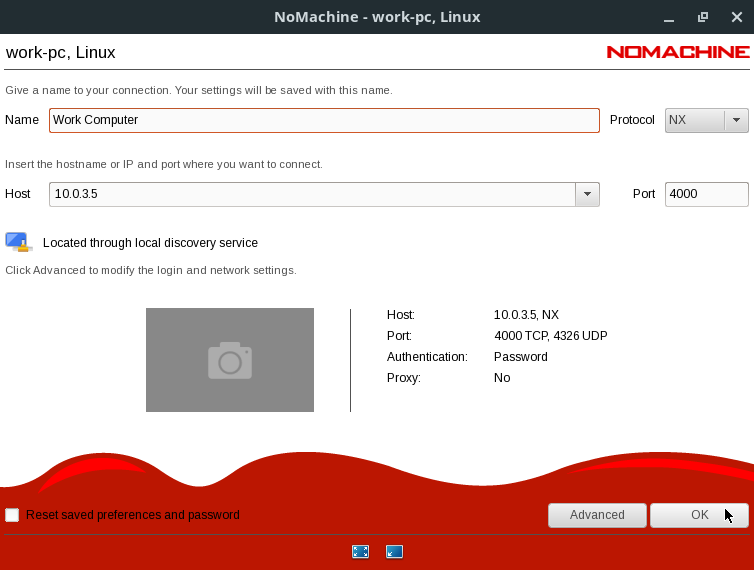 NoMachine - work-pc, Linux
work-pc, Linux
NOMACHINE
Give a name to your connection. Your settings will be saved with this name.
Name Work Computer Protocol NX
Insert the hostname or IP and port where you want to connect.
Host 10.0.3.5 Port 4000
Located through local discovery service
Click Advanced to modify the login and network settings.
Host: 10.0.3.5, NX
Port: 4000 TCP, 4326 UDP
Authentication: Password
Proxy: No
Reset saved preferences and password Advanced OK